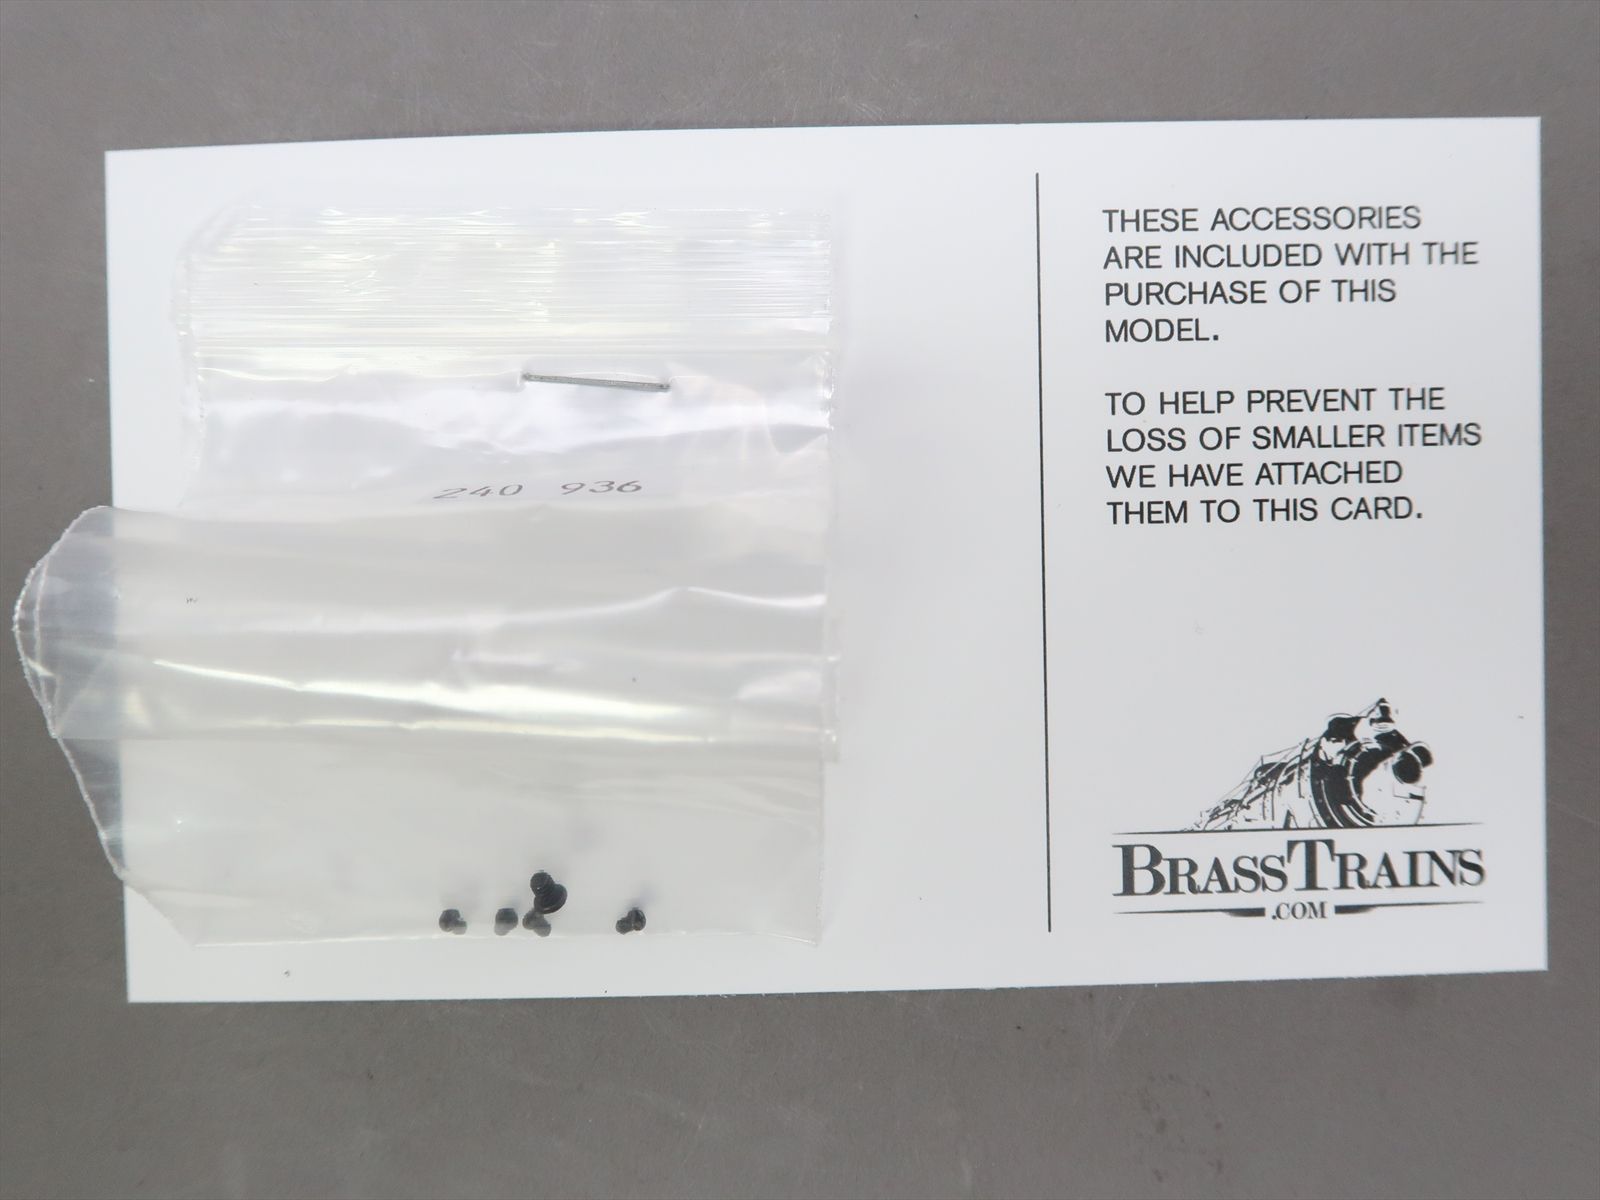 240 936
THESE ACCESSORIES
ARE INCLUDED WITH THE
PURCHASE OF THIS
MODEL.
TO HELP PREVENT THE
LOSS OF SMALLER ITEMS
WE HAVE ATTACHED
THEM TO THIS CARD.
BRASSTRAINS
.COM